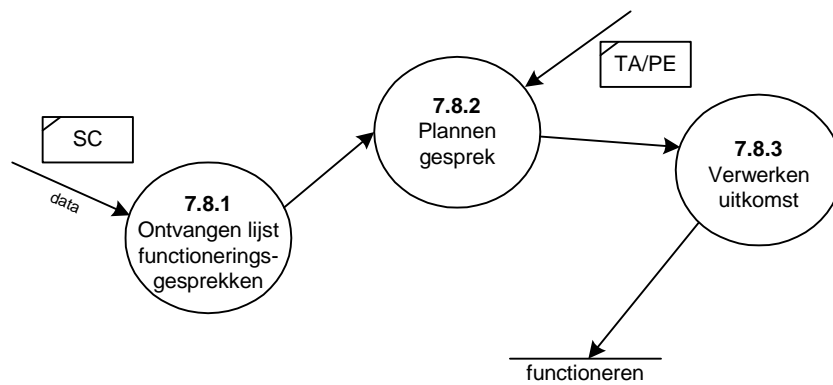 SC
data
7.8.1
Ontvangen lijst
functionerings-
gesprekken
7.8.2
Plannen
gesprek
TA/PE
7.8.3
Verwerken
uitkomst
functioneren